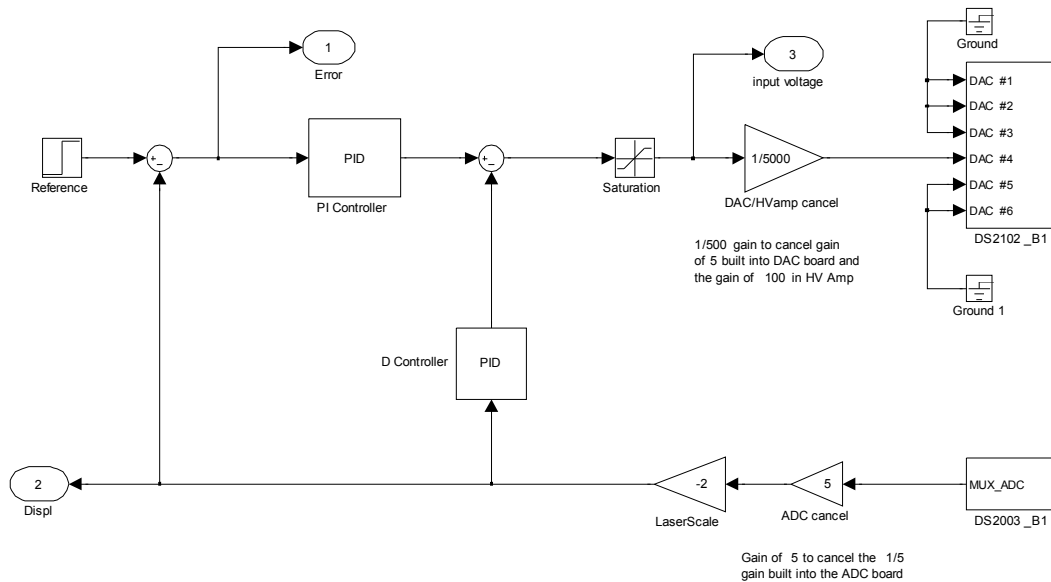 Ground
1
Error
3
input voltage
DAC #1
DAC #2
DAC #3
DAC #4
DAC #5
DAC #6
DS2102 _B1
Reference
+
-
PID
PI Controller
+
-
Saturation
1/5000
DAC/HVamp cancel
1/500 gain to cancel gain
of 5 built into DAC board and
the gain of 100 in HV Amp
Ground 1
D Controller
PID
2
Displ
-2
LaserScale
5
ADC cancel
MUX_ADC
DS2003 _B1
Gain of 5 to cancel the 1/5
gain built into the ADC board